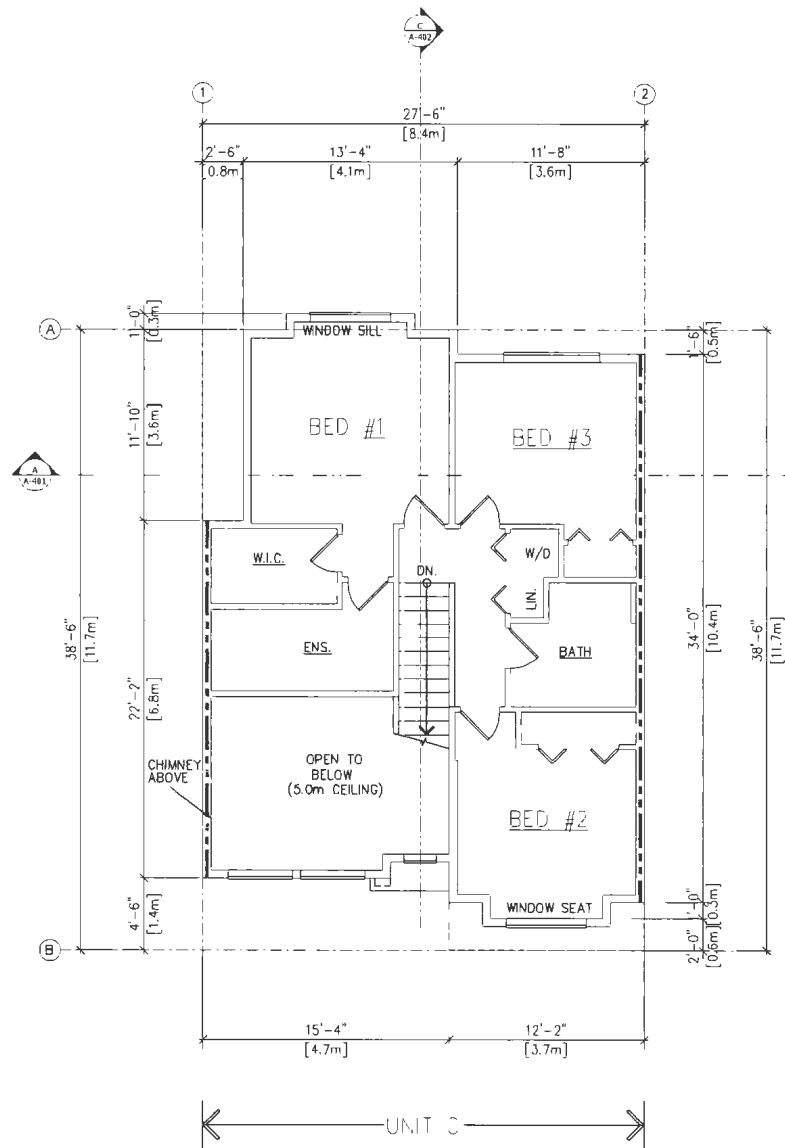 C
A-402
1
2
27'-6"
[8.4m]
2'-6"
13'-4"
11'-8"
[0.8m]
[4.1m]
[3.6m]
1'-0"
[0.3m]
A
WINDOW SILL
1'-6"
[0.5m]
11'-10"
[3.6m]
BED #1
BED #3
A
A-401
W.I.C.
W/D
DN.
LIN.
ENS.
BATH
38'-6"
[11.7m]
22'-2"
[6.8m]
34'-0"
[10.4m]
38'-6"
[11.7m]
CHIMNEY
ABOVE
OPEN TO
BELOW
(5.0m CEILING)
BED #2
WINDOW SEAT
4'-6"
[1.4m]
1'-0"
[0.3m]
2'-0"
[0.6m]
B
15'-4"
12'-2"
[4.7m]
[3.7m]
UNIT